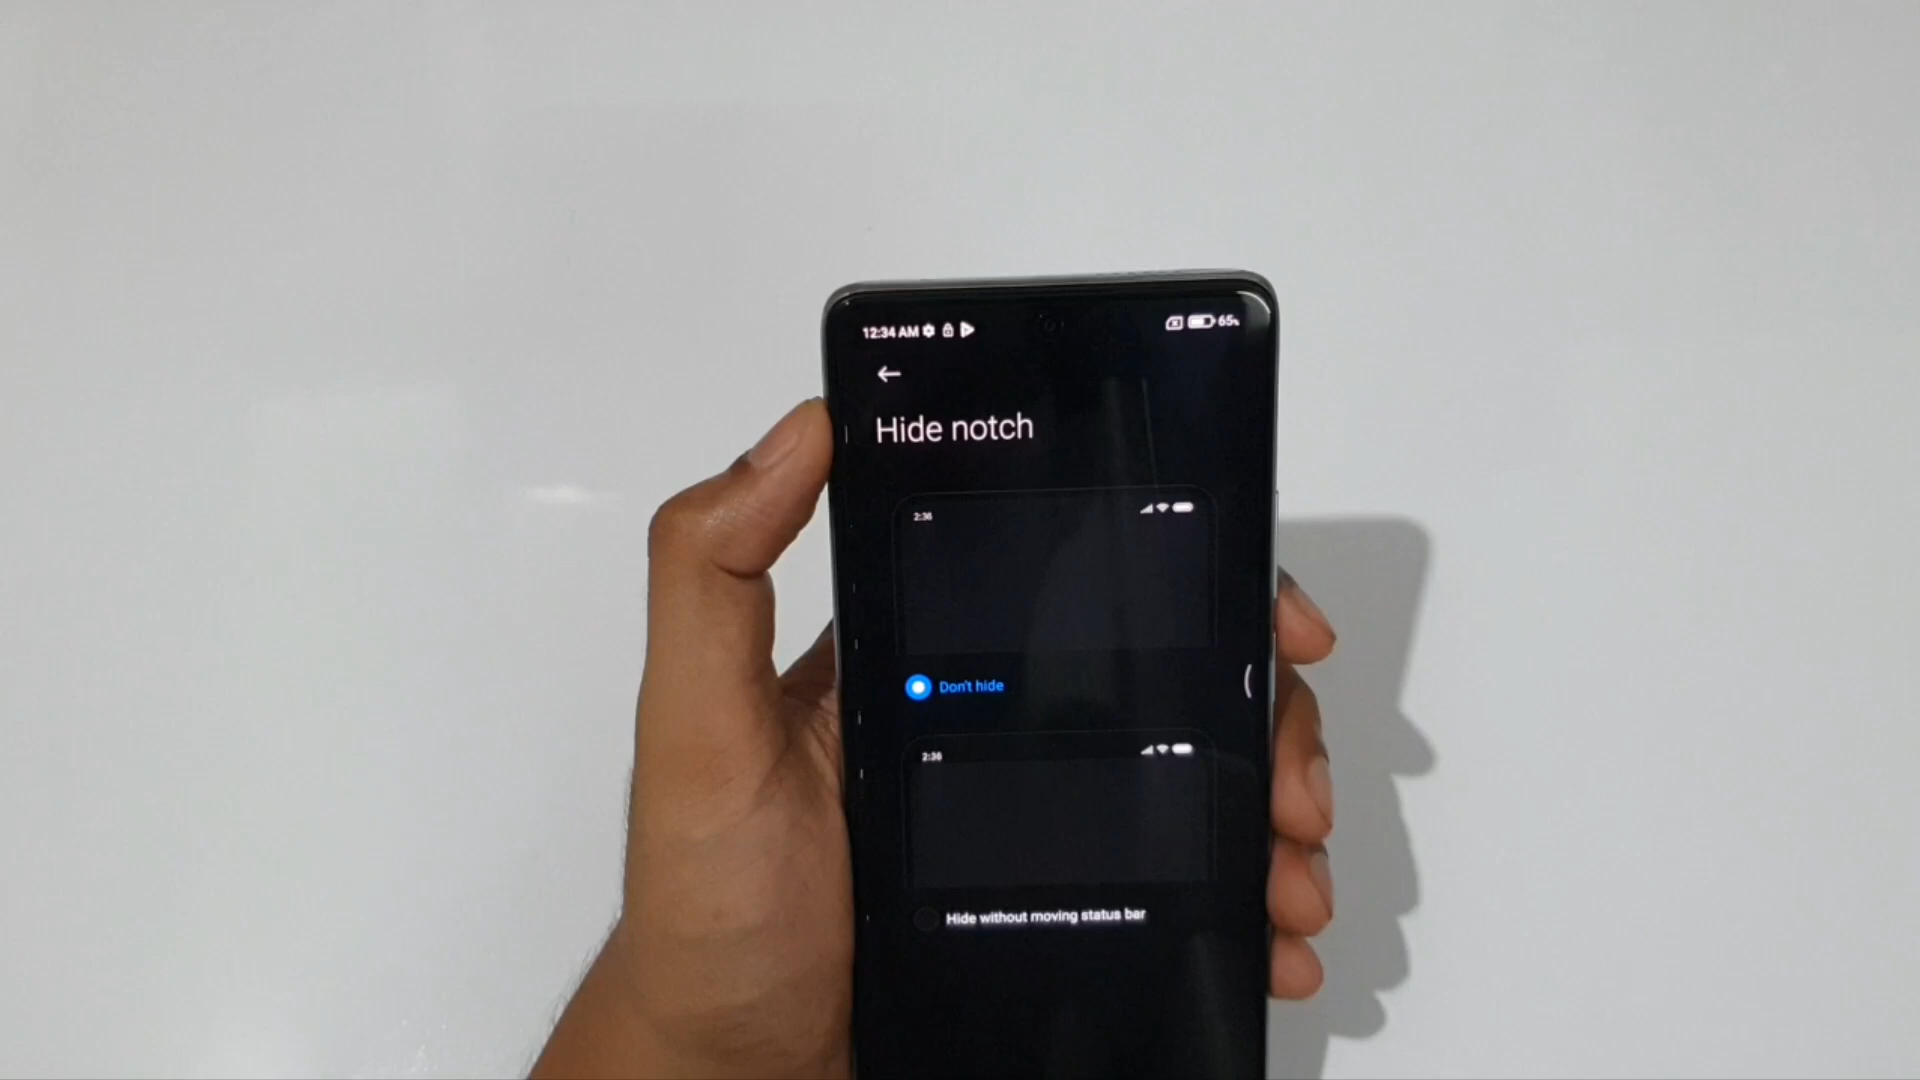 12:34 AM 65%
Hide notch
2:36
Don't hide
2:36
Hide without moving status bar